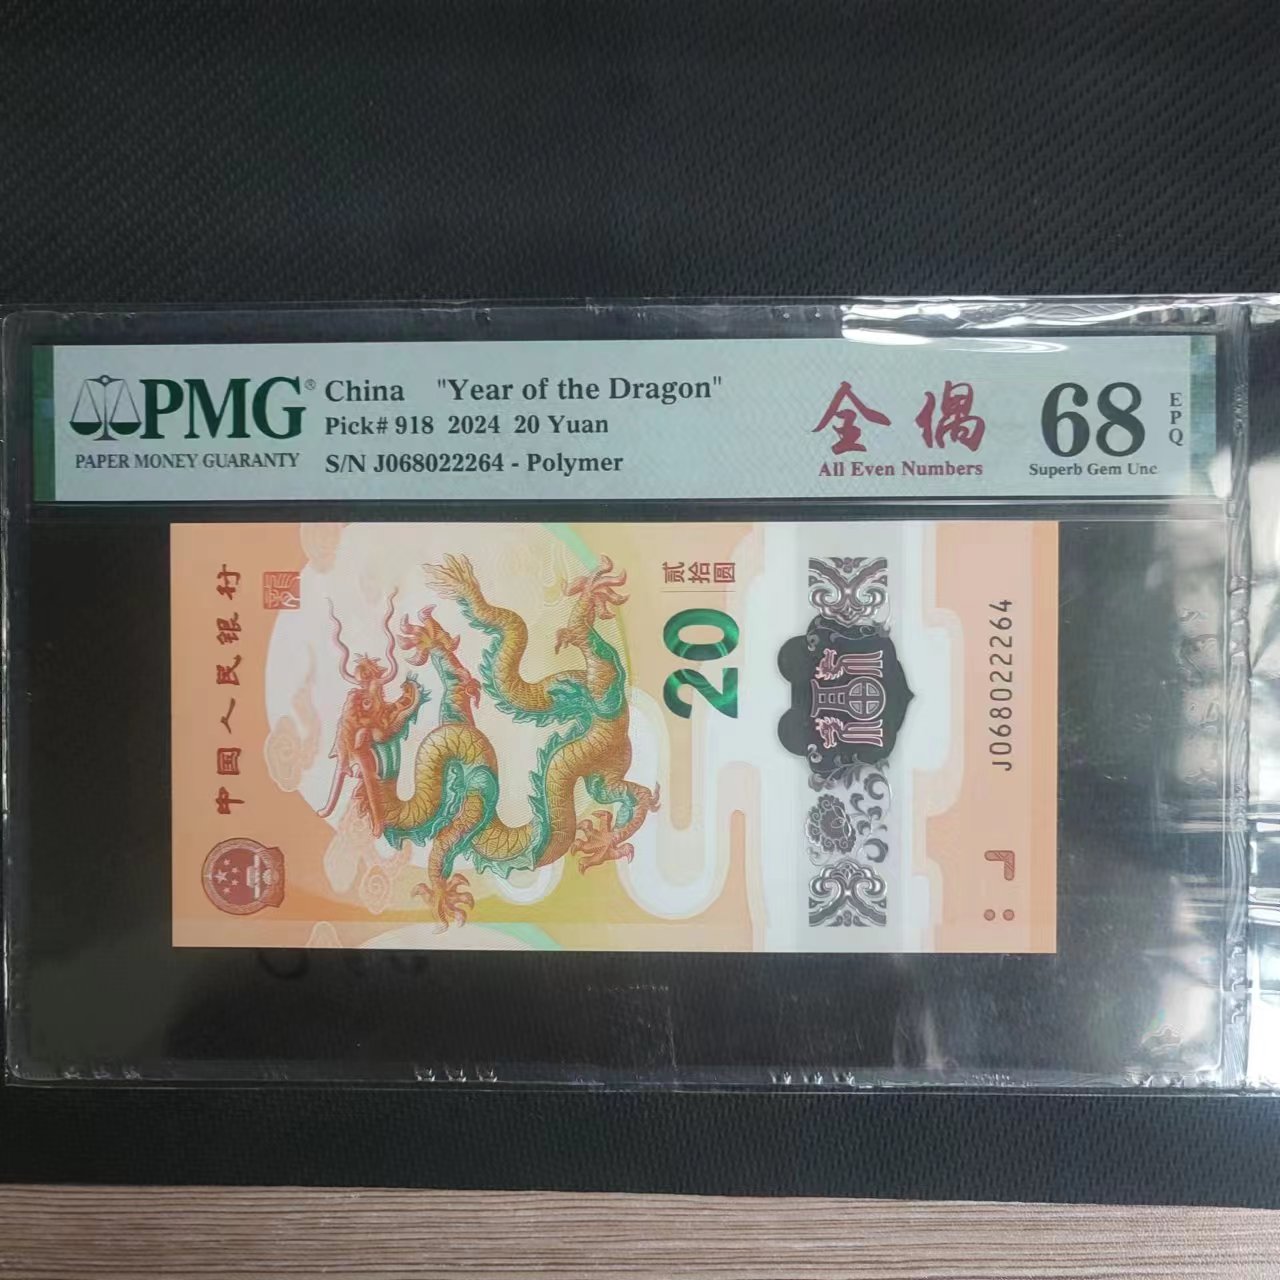 PMG®
PAPER MONEY GUARANTY
China "Year of the Dragon"
Pick# 918 2024 20 Yuan
S/N J068022264 - Polymer
全偶
All Even Numbers
68
Superb Gem Unc
EPQ
中国人民银行
贰拾圆
20
J068022264